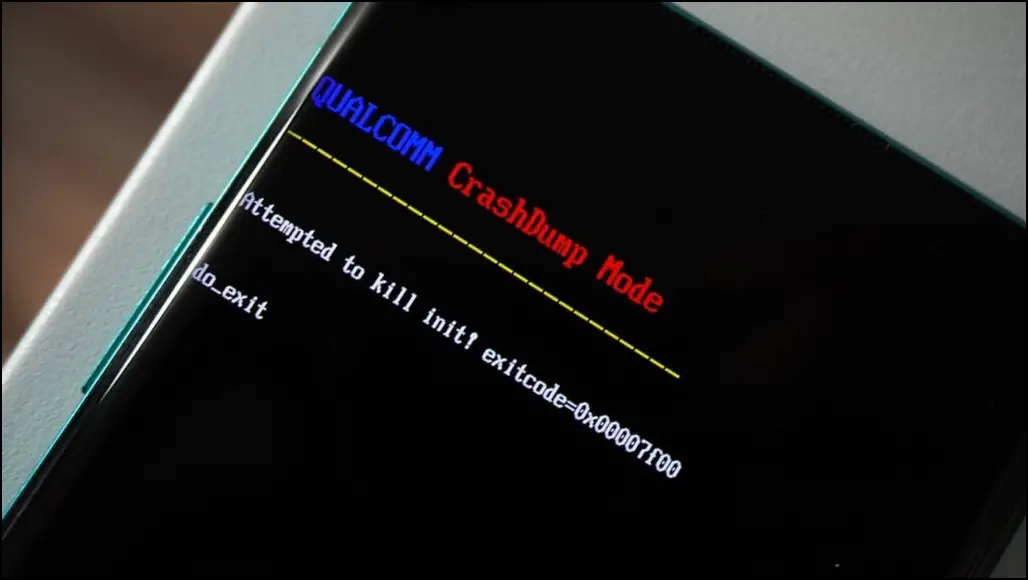 QUALCOMM CrashDump Mode
----------------------------------------
Attempted to kill init! exitcode=0x00007f00
do_exit